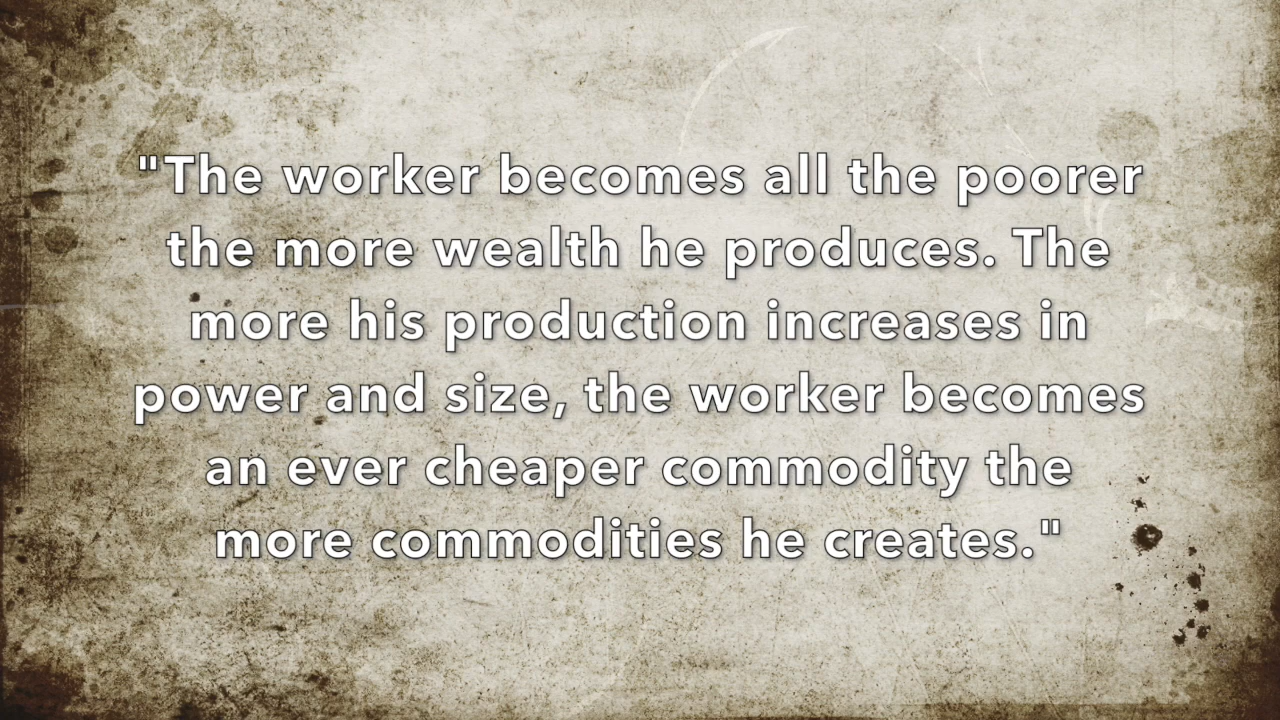 "The worker becomes all the poorer
the more wealth he produces. The
more his production increases in
power and size, the worker becomes
an ever cheaper commodity the
more commodities he creates."